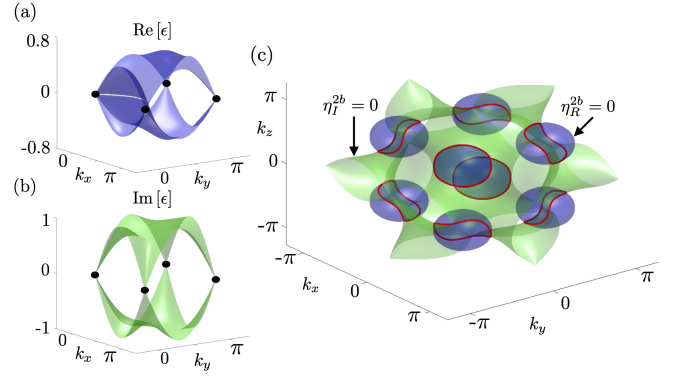 (a)
Re [ϵ]
0.8
0
-0.8
0
k_x
π
0
k_y
π
(b)
Im [ϵ]
1
0
-1
0
k_x
π
0
k_y
π
(c)
η_I^{2b} = 0
η_R^{2b} = 0
π
k_z
0
-π
-π
k_x
0
π
-π
k_y
0
π